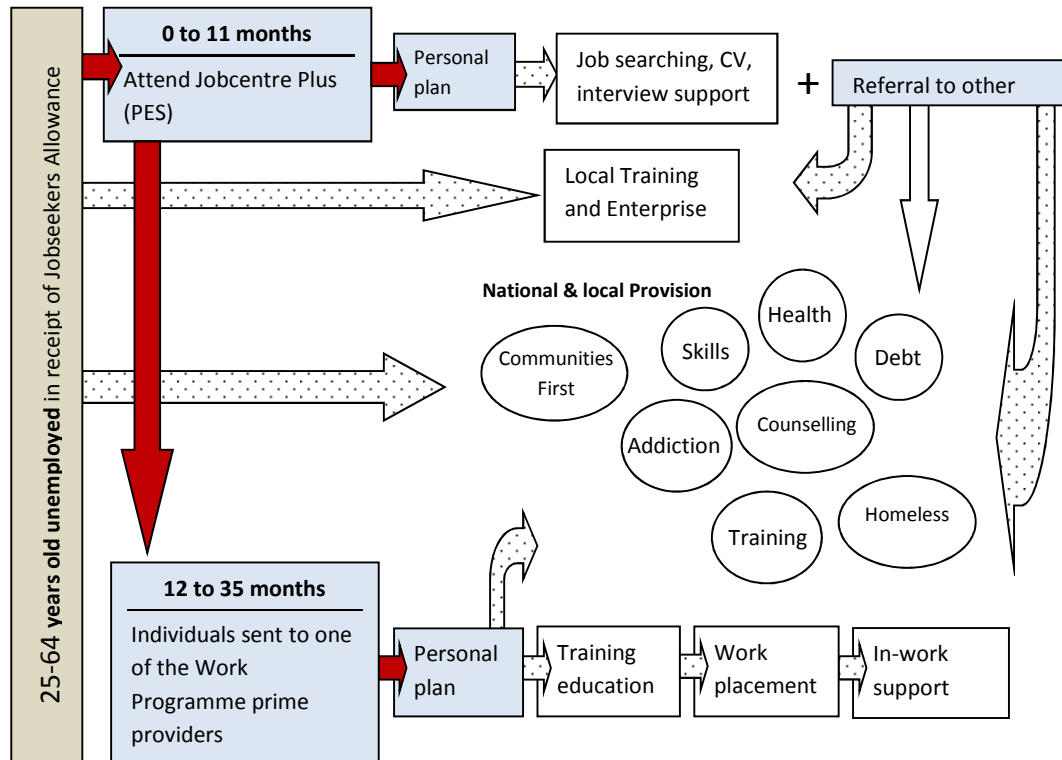 25-64 years old unemployed in receipt of Jobseekers Allowance
0 to 11 months
Attend Jobcentre Plus
(PES)
Personal
plan
Job searching, CV,
interview support
+
Referral to other
Local Training
and Enterprise
National & local Provision
Communities
First
Skills
Health
Debt
Addiction
Counselling
Training
Homeless
12 to 35 months
Individuals sent to one
of the Work
Programme prime
providers
Personal
plan
Training
education
Work
placement
In-work
support